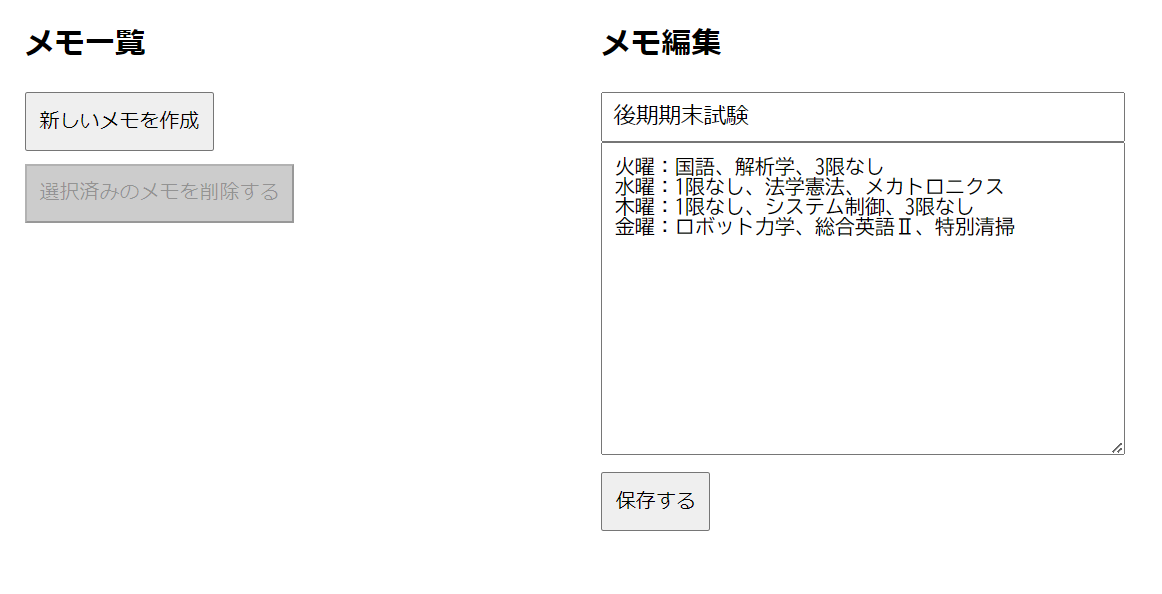 メモ一覧
新しいメモを作成
選択済みのメモを削除する
メモ編集
後期期末試験
火曜：国語、解析学、3限なし
水曜：1限なし、法学憲法、メカトロニクス
木曜：1限なし、システム制御、3限なし
金曜：ロボット力学、総合英語Ⅱ、特別清掃
保存する